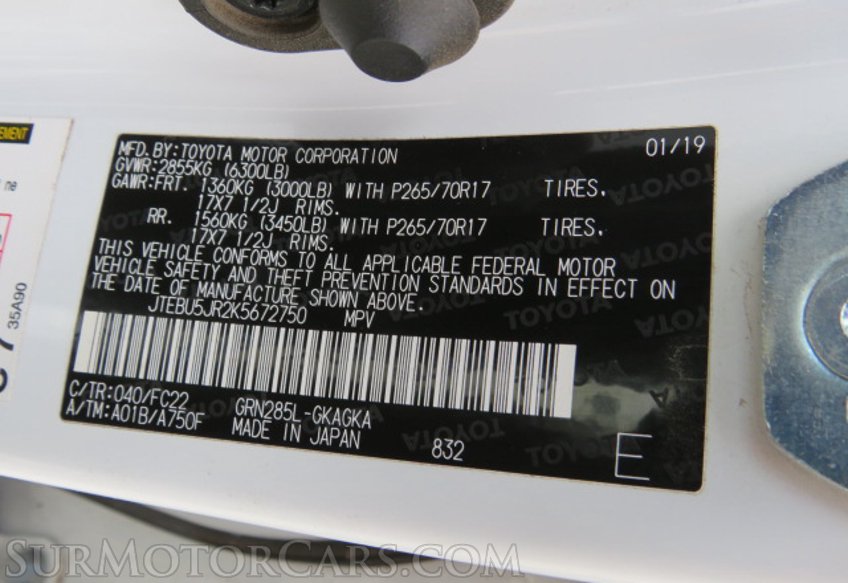 EMENT
ne
35A90
MFD.BY:TOYOTA MOTOR CORPORATION 01/19
GVWR:2855KG (6300LB)
GAWR:FRT. 1360KG (3000LB) WITH P265/70R17 TIRES,
17X7 1/2J RIMS.
RR. 1560KG (3450LB) WITH P265/70R17 TIRES,
17X7 1/2J RIMS.
THIS VEHICLE CONFORMS TO ALL APPLICABLE FEDERAL MOTOR
VEHICLE SAFETY AND THEFT PREVENTION STANDARDS IN EFFECT ON
THE DATE OF MANUFACTURE SHOWN ABOVE.
JTEBU5JR2K5672750 MPV
C/TR:040/FC22 GRN285L-GKAGKA
A/TM:A01B/A750F MADE IN JAPAN 832 E
SURMOTORCARS.COM